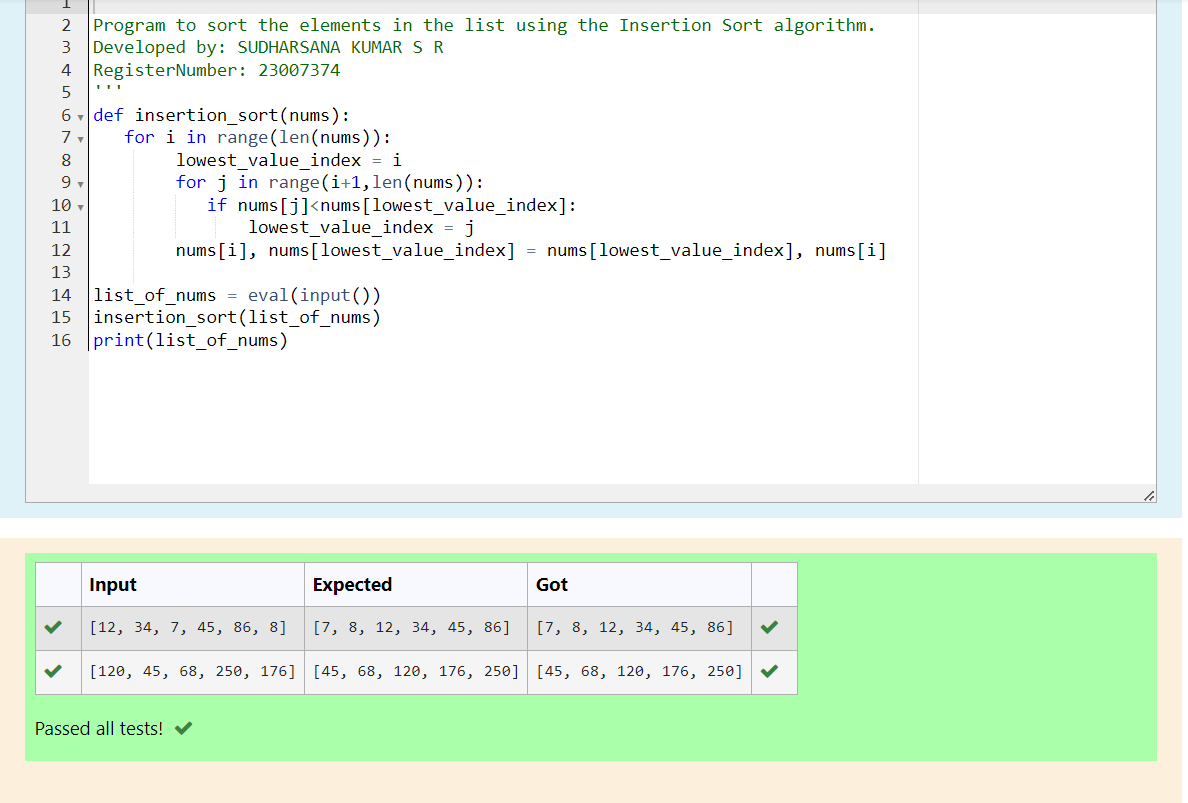 1
2 Program to sort the elements in the list using the Insertion Sort algorithm.
3 Developed by: SUDHARSANA KUMAR S R
4 RegisterNumber: 23007374
5 '''
6 def insertion_sort(nums):
7 for i in range(len(nums)):
8 lowest_value_index = i
9 for j in range(i+1,len(nums)):
10 if nums[j]<nums[lowest_value_index]:
11 lowest_value_index = j
12 nums[i], nums[lowest_value_index] = nums[lowest_value_index], nums[i]
13
14 list_of_nums = eval(input())
15 insertion_sort(list_of_nums)
16 print(list_of_nums)
Input Expected Got
[12, 34, 7, 45, 86, 8] [7, 8, 12, 34, 45, 86] [7, 8, 12, 34, 45, 86]
[120, 45, 68, 250, 176] [45, 68, 120, 176, 250] [45, 68, 120, 176, 250]
Passed all tests!